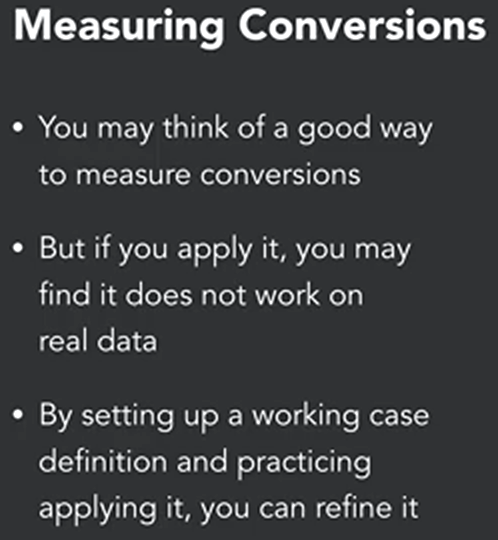 Measuring Conversions
• You may think of a good way
to measure conversions
• But if you apply it, you may
find it does not work on
real data
• By setting up a working case
definition and practicing
applying it, you can refine it